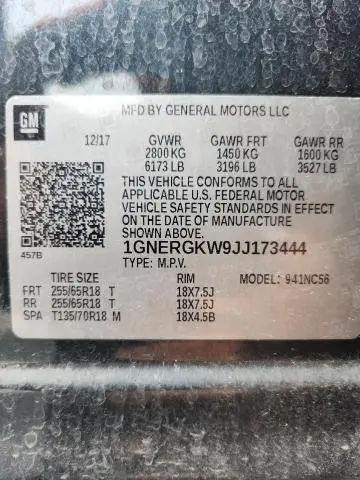 GM
MFD BY GENERAL MOTORS LLC
12/17 GVWR GAWR FRT GAWR RR
2800 KG 1450 KG 1600 KG
6173 LB 3196 LB 3527 LB
THIS VEHICLE CONFORMS TO ALL
APPLICABLE U.S. FEDERAL MOTOR
VEHICLE SAFETY STANDARDS IN EFFECT
ON THE DATE OF MANUFACTURE
SHOWN ABOVE.
457B
1GNERGKW9JJ173444
TYPE: M.P.V.
TIRE SIZE RIM MODEL: 941NC56
FRT 255/65R18 T 18X7.5J
RR 255/65R18 T 18X7.5J
SPA T135/70R18 M 18X4.5B